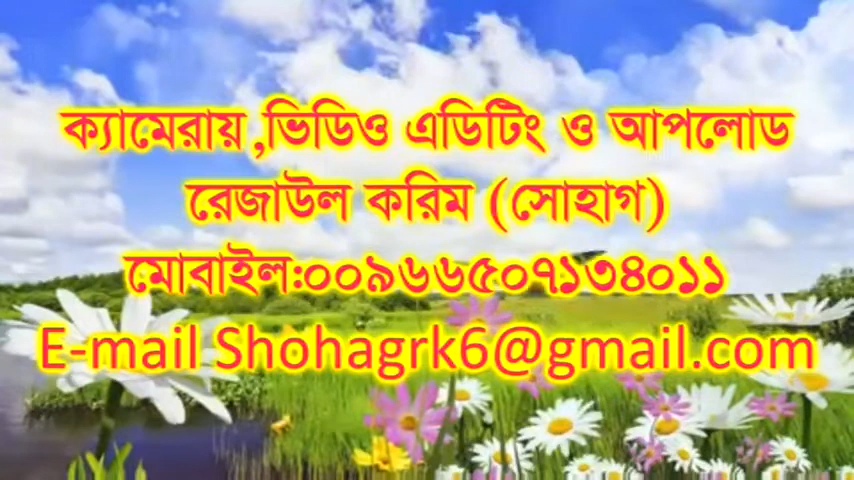 ক্যামেরায়,ভিডিও এডিটিং ও আপলোড
রেজাউল করিম (সোহাগ)
মোবাইল:০০৯৬৬৫০৭১৩৪০১১
E-mail Shohagrk6@gmail.com